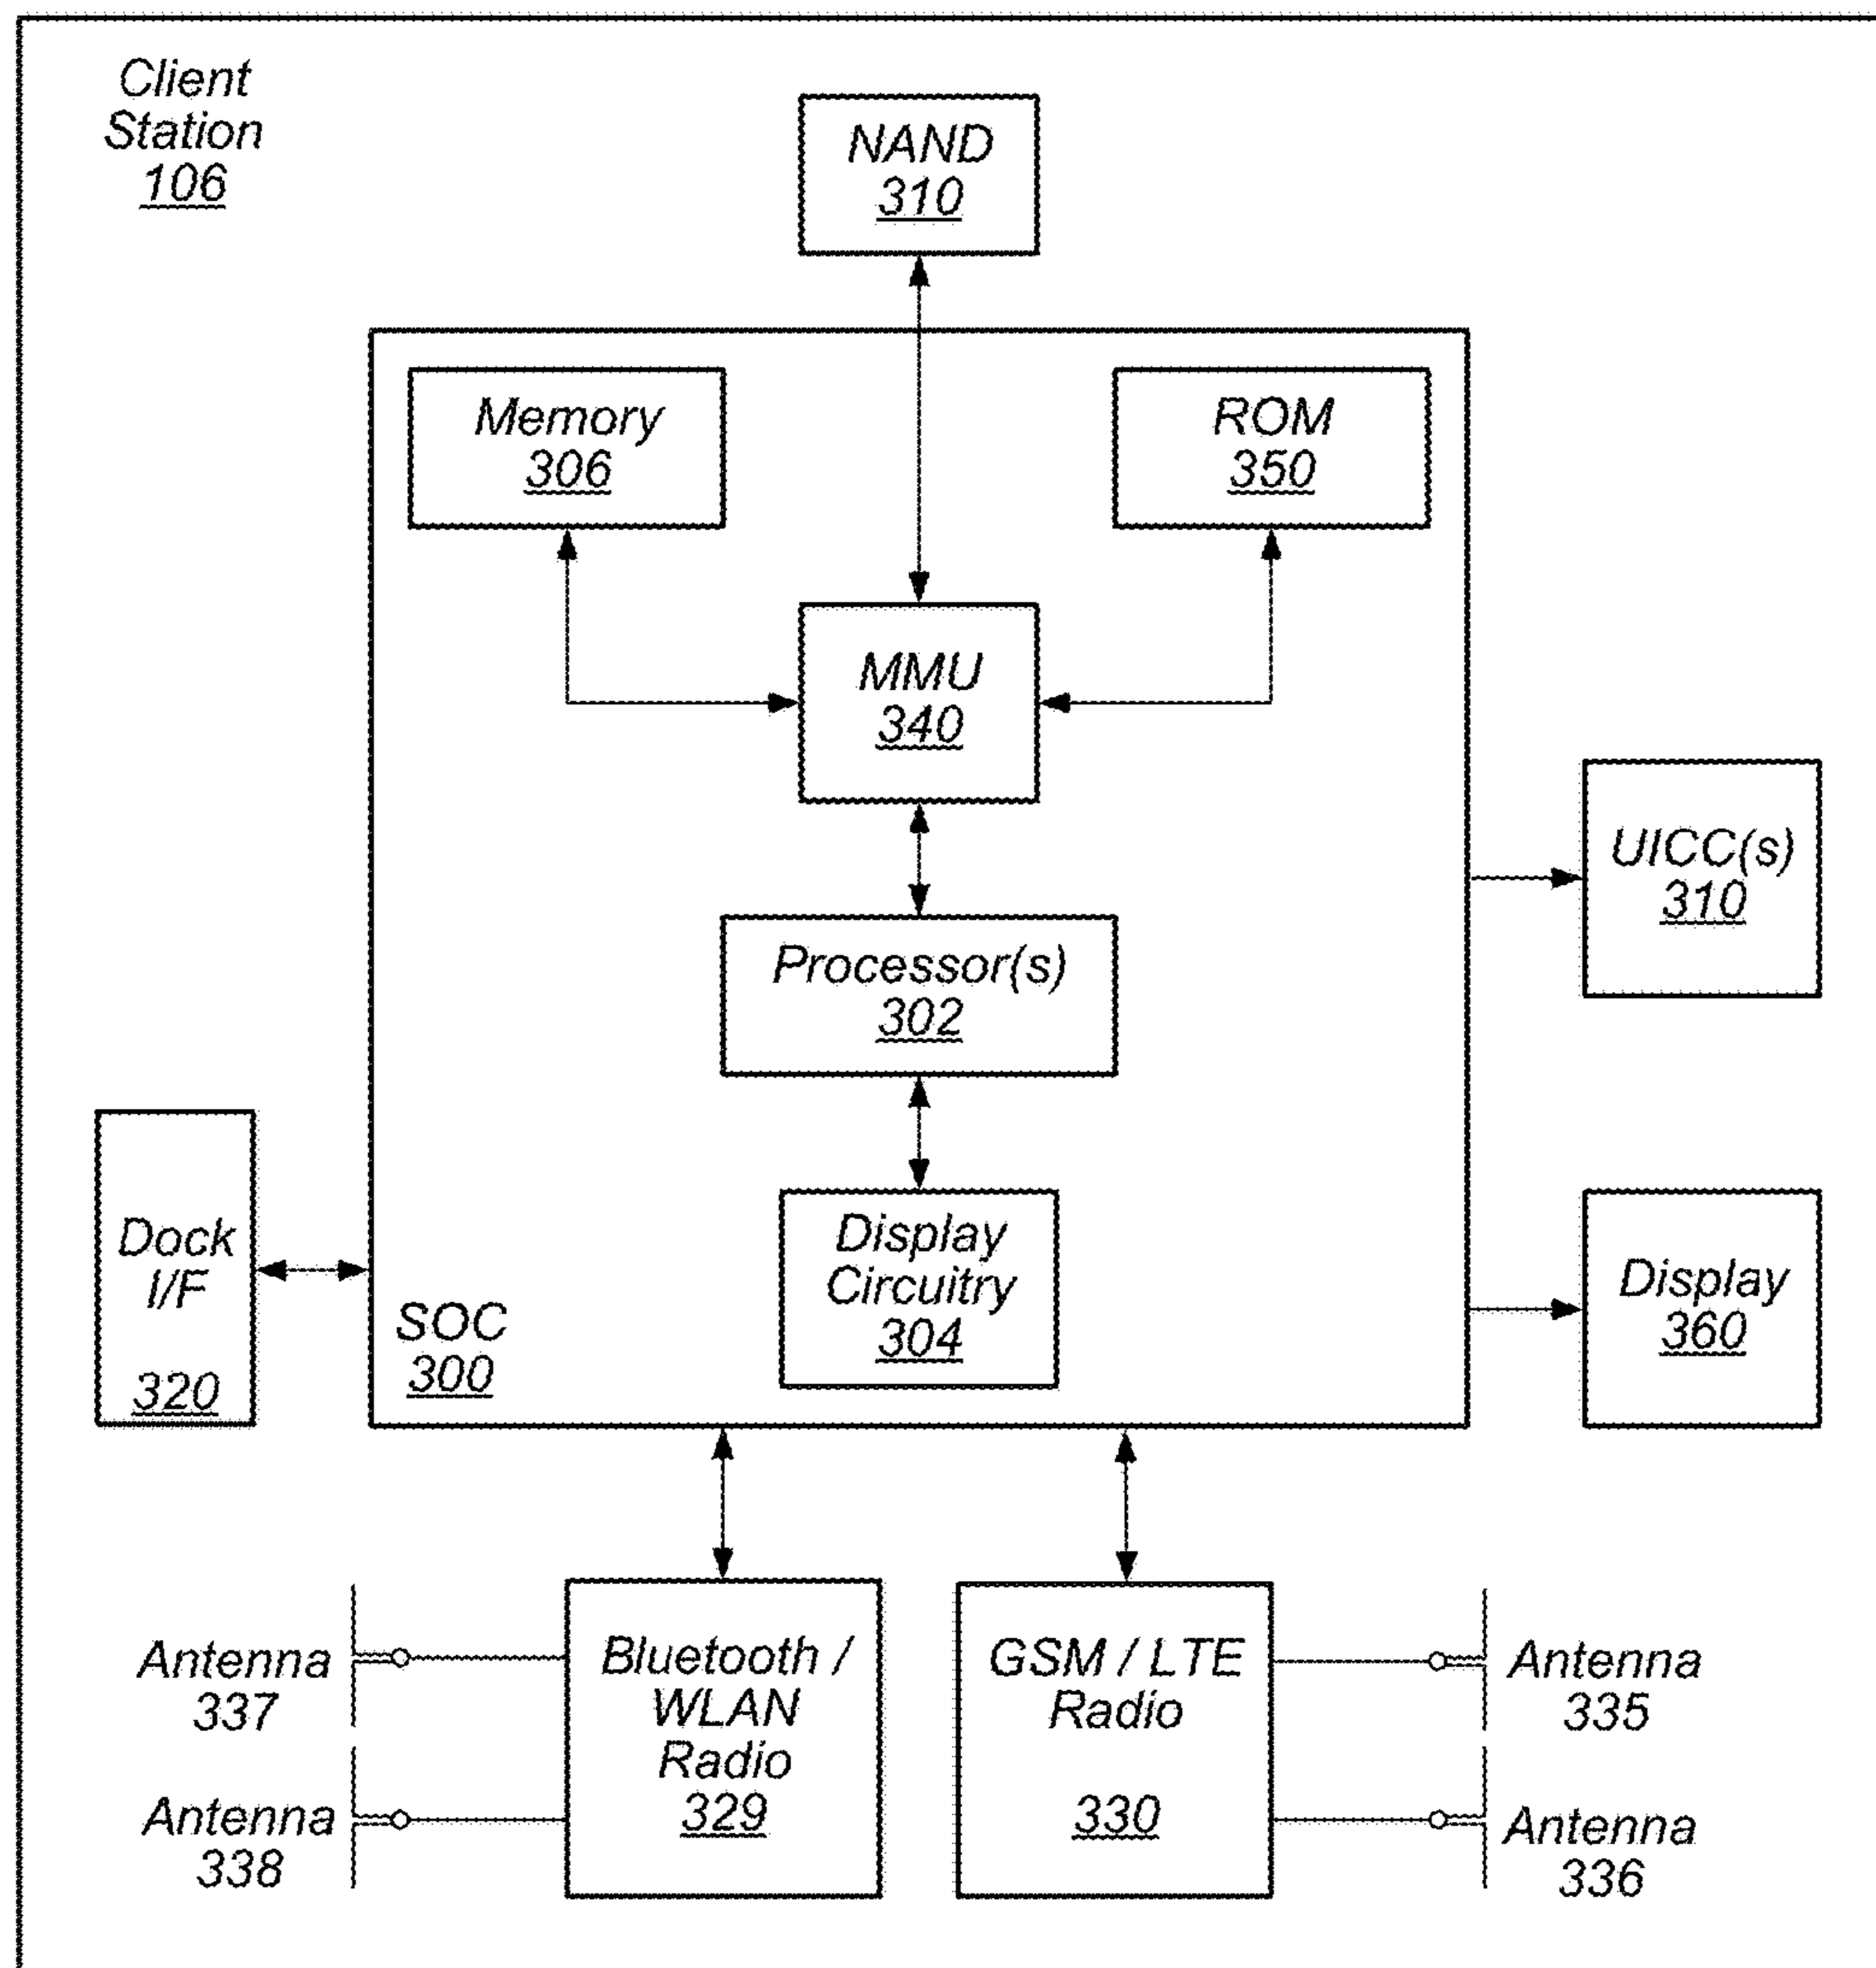 Client
Station
106
NAND
310
Memory
306
ROM
350
MMU
340
UICC(s)
310
Processor(s)
302
Dock
I/F
320
Display
Circuitry
304
SOC
300
Display
360
Antenna
337
Bluetooth /
WLAN
Radio
329
GSM / LTE
Radio
330
Antenna
335
Antenna
338
Antenna
336